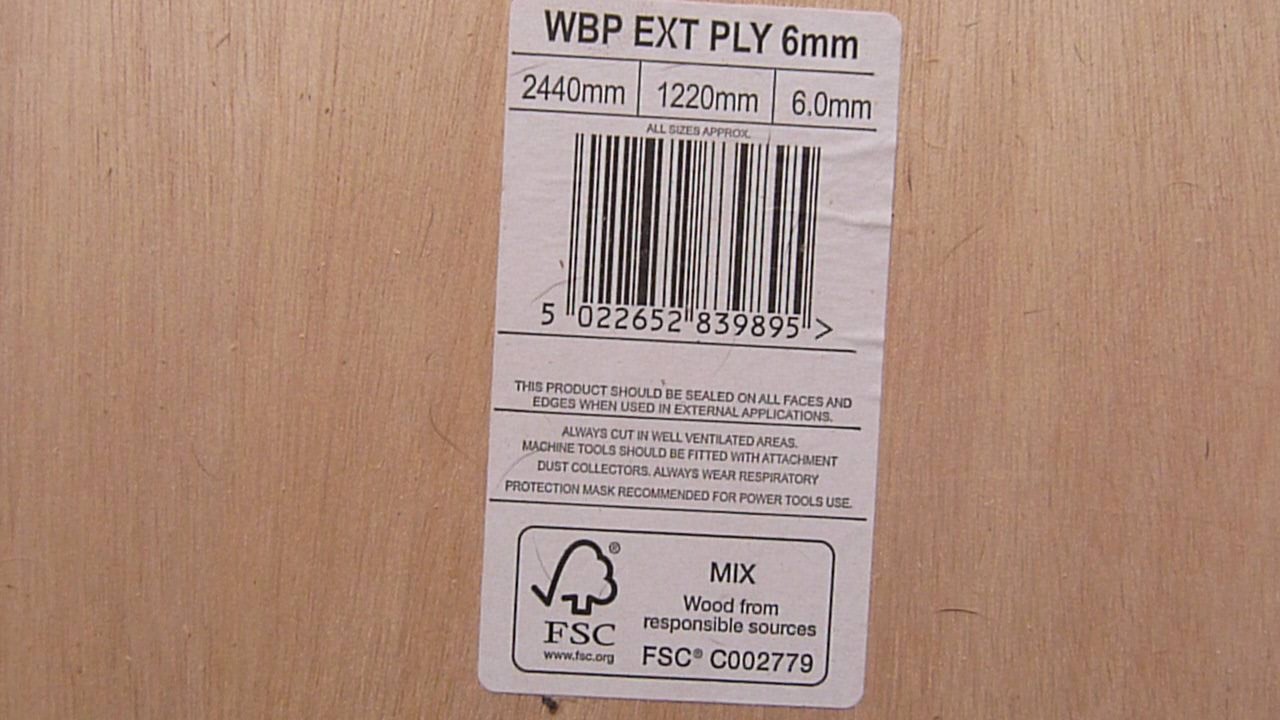 WBP EXT PLY 6mm
2440mm 1220mm 6.0mm
ALL SIZES APPROX.
5 022652 839895 >
THIS PRODUCT SHOULD BE SEALED ON ALL FACES AND
EDGES WHEN USED IN EXTERNAL APPLICATIONS.
ALWAYS CUT IN WELL VENTILATED AREAS.
MACHINE TOOLS SHOULD BE FITTED WITH ATTACHMENT
DUST COLLECTORS. ALWAYS WEAR RESPIRATORY
PROTECTION MASK RECOMMENDED FOR POWER TOOLS USE.
®
FSC
www.fsc.org
MIX
Wood from
responsible sources
FSC® C002779